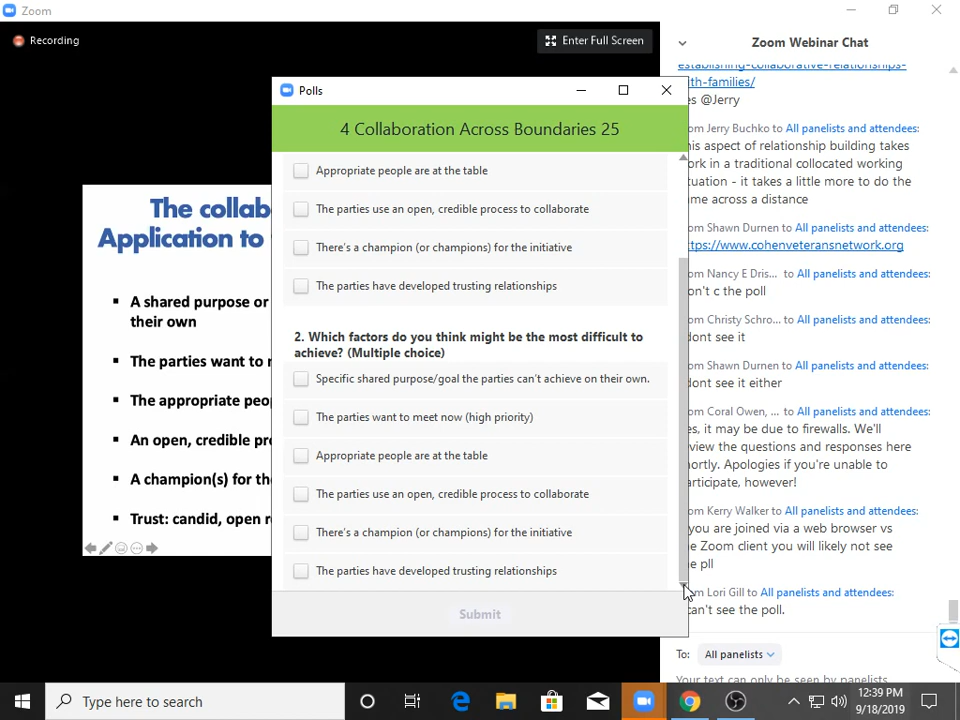 Zoom
Recording
Enter Full Screen
The collab
Application to
A shared purpose or
their own
The parties want to
The appropriate peo
An open, credible pro
A champion(s) for the
Trust: candid, open
Polls
4 Collaboration Across Boundaries 25
Appropriate people are at the table
The parties use an open, credible process to collaborate
There's a champion (or champions) for the initiative
The parties have developed trusting relationships
2. Which factors do you think might be the most difficult to
achieve? (Multiple choice)
Specific shared purpose/goal the parties can't achieve on their own.
The parties want to meet now (high priority)
Appropriate people are at the table
The parties use an open, credible process to collaborate
There's a champion (or champions) for the initiative
The parties have developed trusting relationships
Submit
Zoom Webinar Chat
establishing-collaborative-relationships-
ith-families/
es @Jerry
om Jerry Buchko to All panelists and attendees:
his aspect of relationship building takes
ork in a traditional collocated working
tuation - it takes a little more to do the
me across a distance
om Shawn Durnen to All panelists and attendees:
tps://www.cohenveteransnetwork.org
om Nancy E Dris... to All panelists and attendees:
on't c the poll
om Christy Schro... to All panelists and attendees:
dont see it
om Shawn Durnen to All panelists and attendees:
dont see it either
om Coral Owen, ... to All panelists and attendees:
es, it may be due to firewalls. We'll
view the questions and responses here
ortly. Apologies if you're unable to
articipate, however!
om Kerry Walker to All panelists and attendees:
you are joined via a web browser vs
e Zoom client you will likely not see
e pll
om Lori Gill to All panelists and attendees:
can't see the poll.
To: All panelists
Your text can only be seen by panelists
Type here to search
12:39 PM
9/18/2019